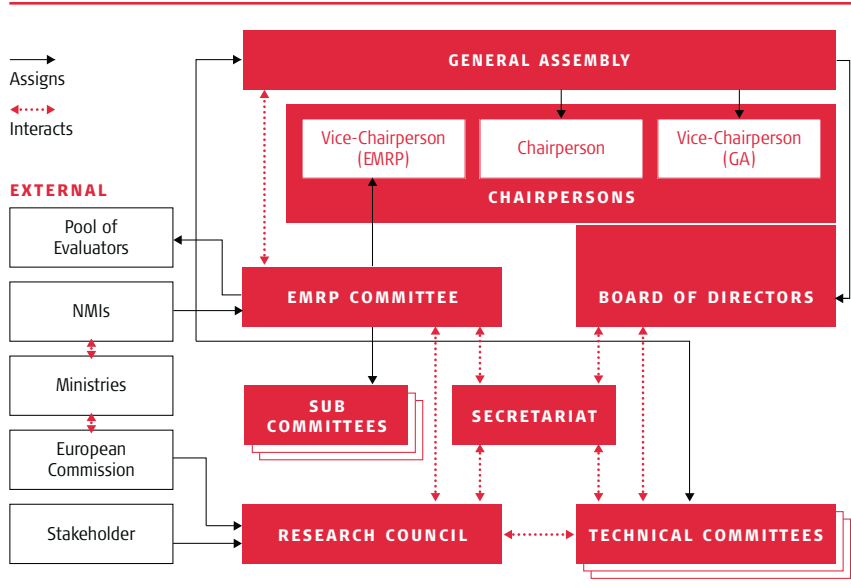 GENERAL ASSEMBLY
Assigns
Interacts
Vice-Chairperson
(EMRP)
Chairperson
Vice-Chairperson
(GA)
CHAIRPERSONS
EXTERNAL
Pool of
Evaluators
NMIs
Ministries
European
Commission
Stakeholder
EMRP COMMITTEE
BOARD OF DIRECTORS
SUB
COMMITTEES
SECRETARIAT
RESEARCH COUNCIL
TECHNICAL COMMITTEES